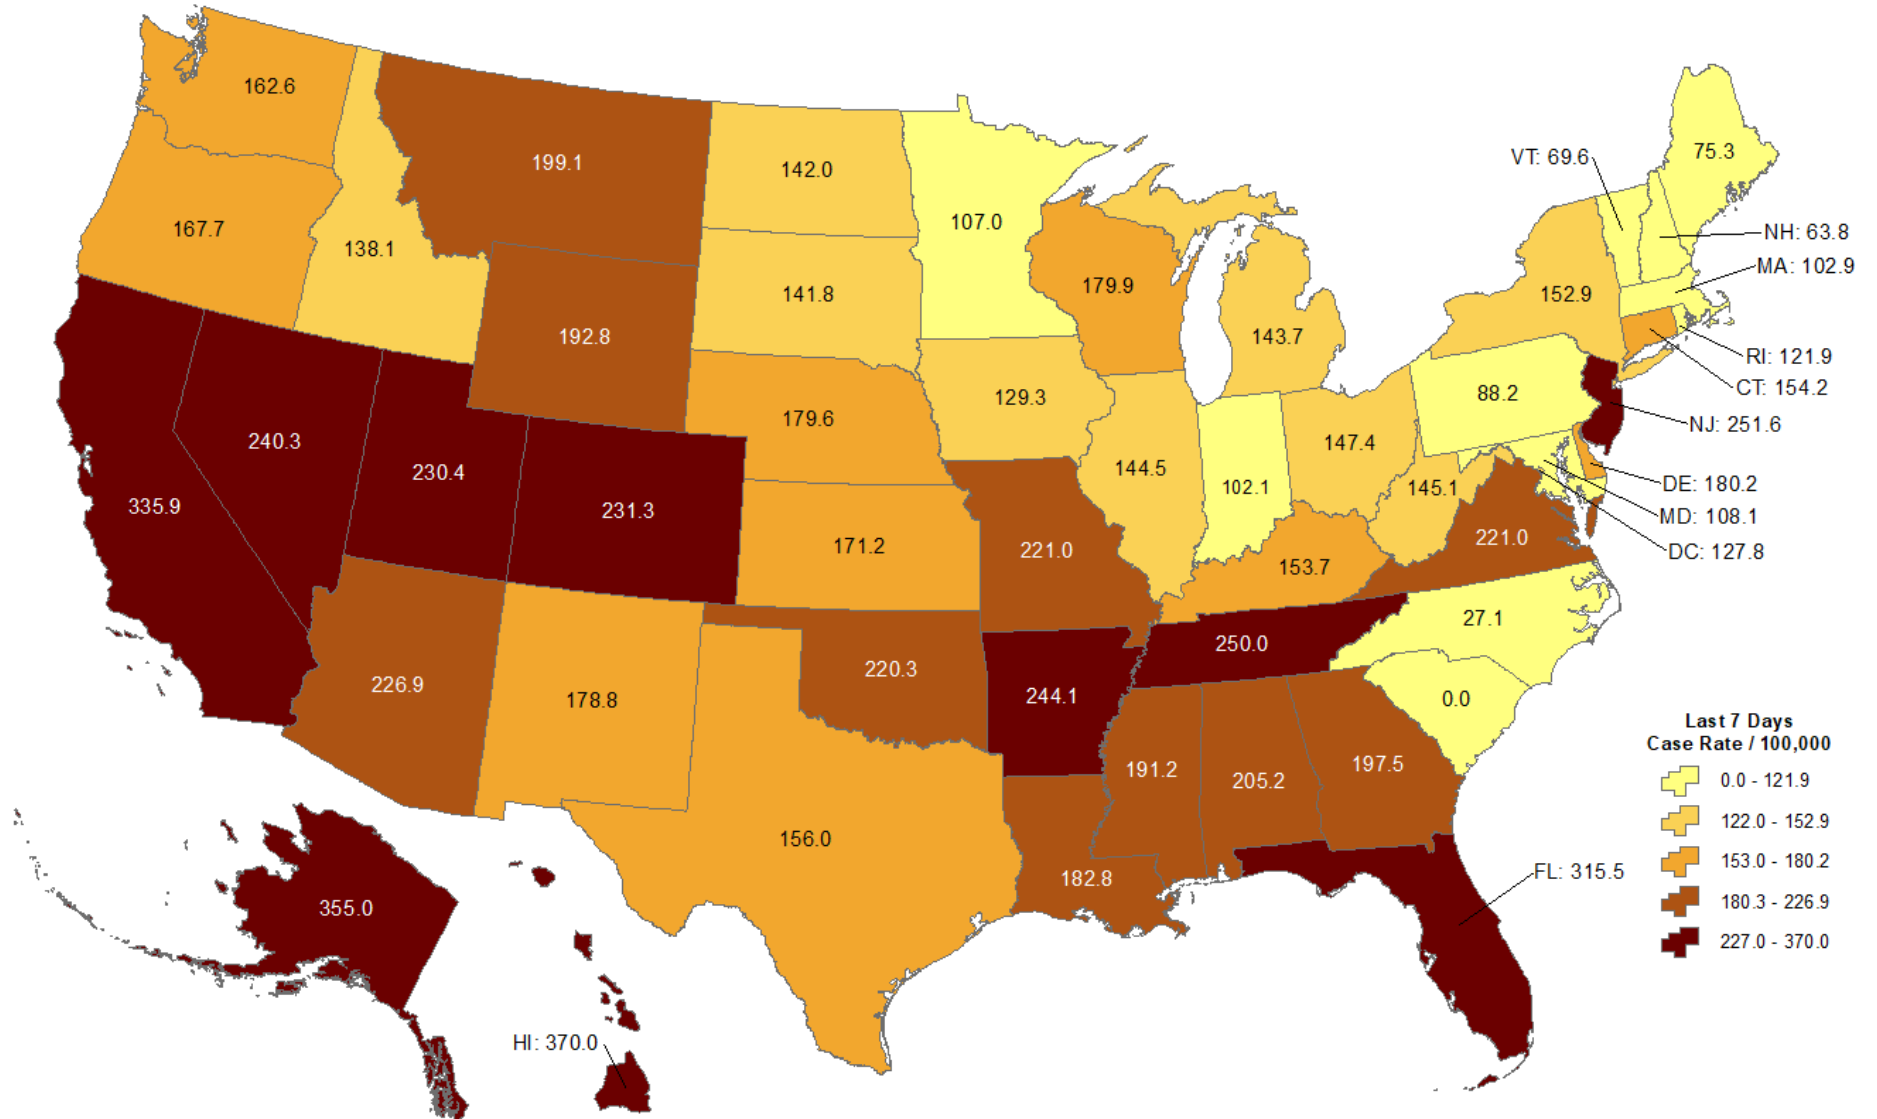 162.6
199.1
142.0
107.0
75.3
VT: 69.6
167.7
138.1
NH: 63.8
MA: 102.9
192.8
141.8
179.9
143.7
152.9
RI: 121.9
CT: 154.2
240.3
179.6
129.3
88.2
NJ: 251.6
230.4
231.3
144.5
102.1
147.4
145.1
DE: 180.2
335.9
MD: 108.1
171.2
221.0
153.7
221.0
DC: 127.8
226.9
178.8
220.3
244.1
250.0
27.1
0.0
Last 7 Days
Case Rate / 100,000
0.0 - 121.9
122.0 - 152.9
153.0 - 180.2
180.3 - 226.9
227.0 - 370.0
191.2
205.2
197.5
156.0
182.8
FL: 315.5
355.0
HI: 370.0